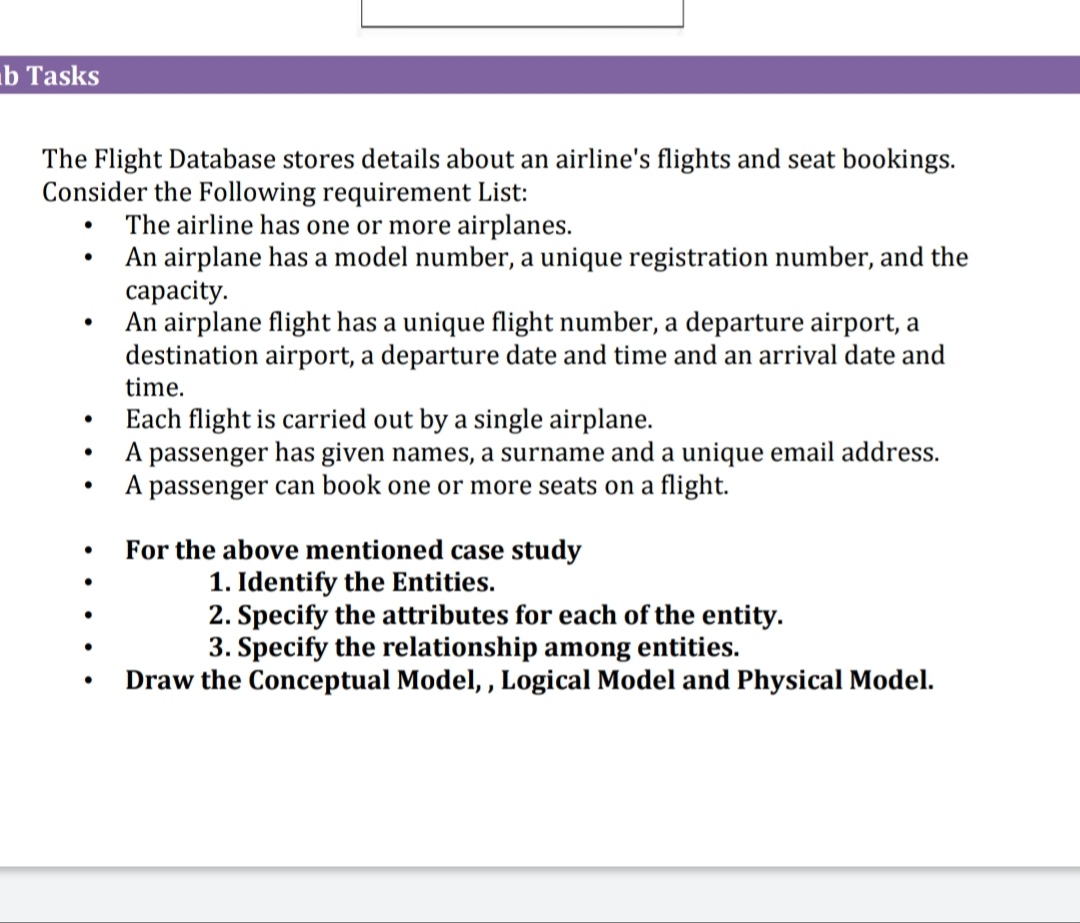 b Tasks
The Flight Database stores details about an airline's flights and seat bookings.
Consider the Following requirement List:
• The airline has one or more airplanes.
• An airplane has a model number, a unique registration number, and the
capacity.
• An airplane flight has a unique flight number, a departure airport, a
destination airport, a departure date and time and an arrival date and
time.
• Each flight is carried out by a single airplane.
• A passenger has given names, a surname and a unique email address.
• A passenger can book one or more seats on a flight.
• For the above mentioned case study
• 1. Identify the Entities.
• 2. Specify the attributes for each of the entity.
• 3. Specify the relationship among entities.
• Draw the Conceptual Model, , Logical Model and Physical Model.